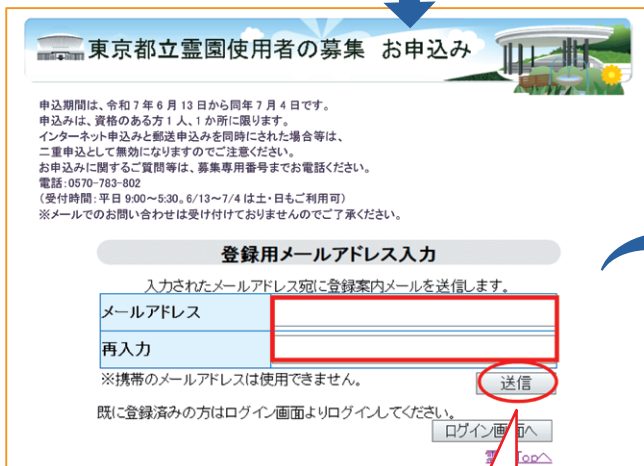 東京都立霊園使用者の募集 お申込み
申込期間は、令和7年6月13日から同年7月4日です。
申込みは、資格のある方1人、1か所に限ります。
インターネット申込みと郵送申込みを同時にされた場合等は、
二重申込として無効になりますのでご注意ください。
お申込みに関するご質問等は、募集専用番号までお電話ください。
電話:0570-783-802
(受付時間:平日 9:00～5:30。6/13～7/4 は土・日もご利用可)
※メールでのお問い合わせは受け付けておりませんのでご了承ください。
登録用メールアドレス入力
入力されたメールアドレス宛に登録案内メールを送信します。
メールアドレス
再入力
※携帯のメールアドレスは使用できません。
送信
既に登録済みの方はログイン画面よりログインしてください。
ログイン画面へ
Topへ